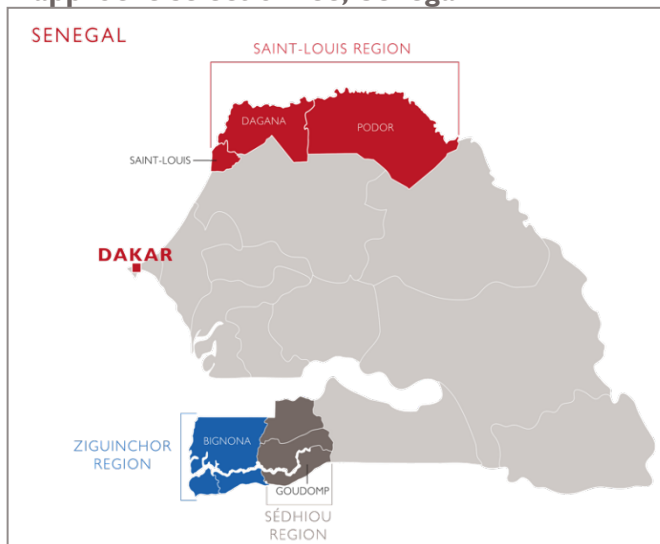 SENEGAL
SAINT-LOUIS REGION
DAGANA
PODOR
SAINT-LOUIS
DAKAR
ZIGUINCHOR
REGION
BIGNONA
GOUDOMP
SÉDHIOU
REGION